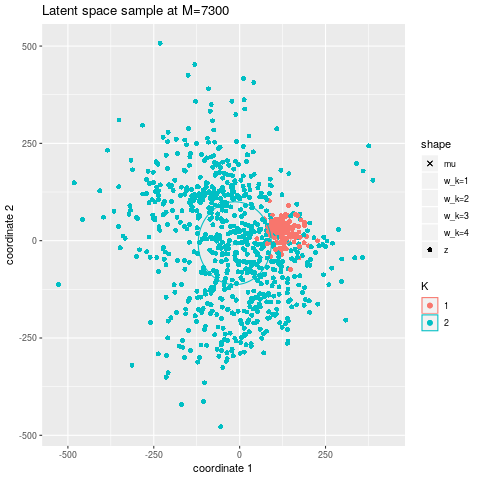 Latent space sample at M=7300
500
250
0
-250
-500
coordinate 2
-500
-250
0
250
coordinate 1
shape
mu
w_k=1
w_k=2
w_k=3
w_k=4
z
K
1
2